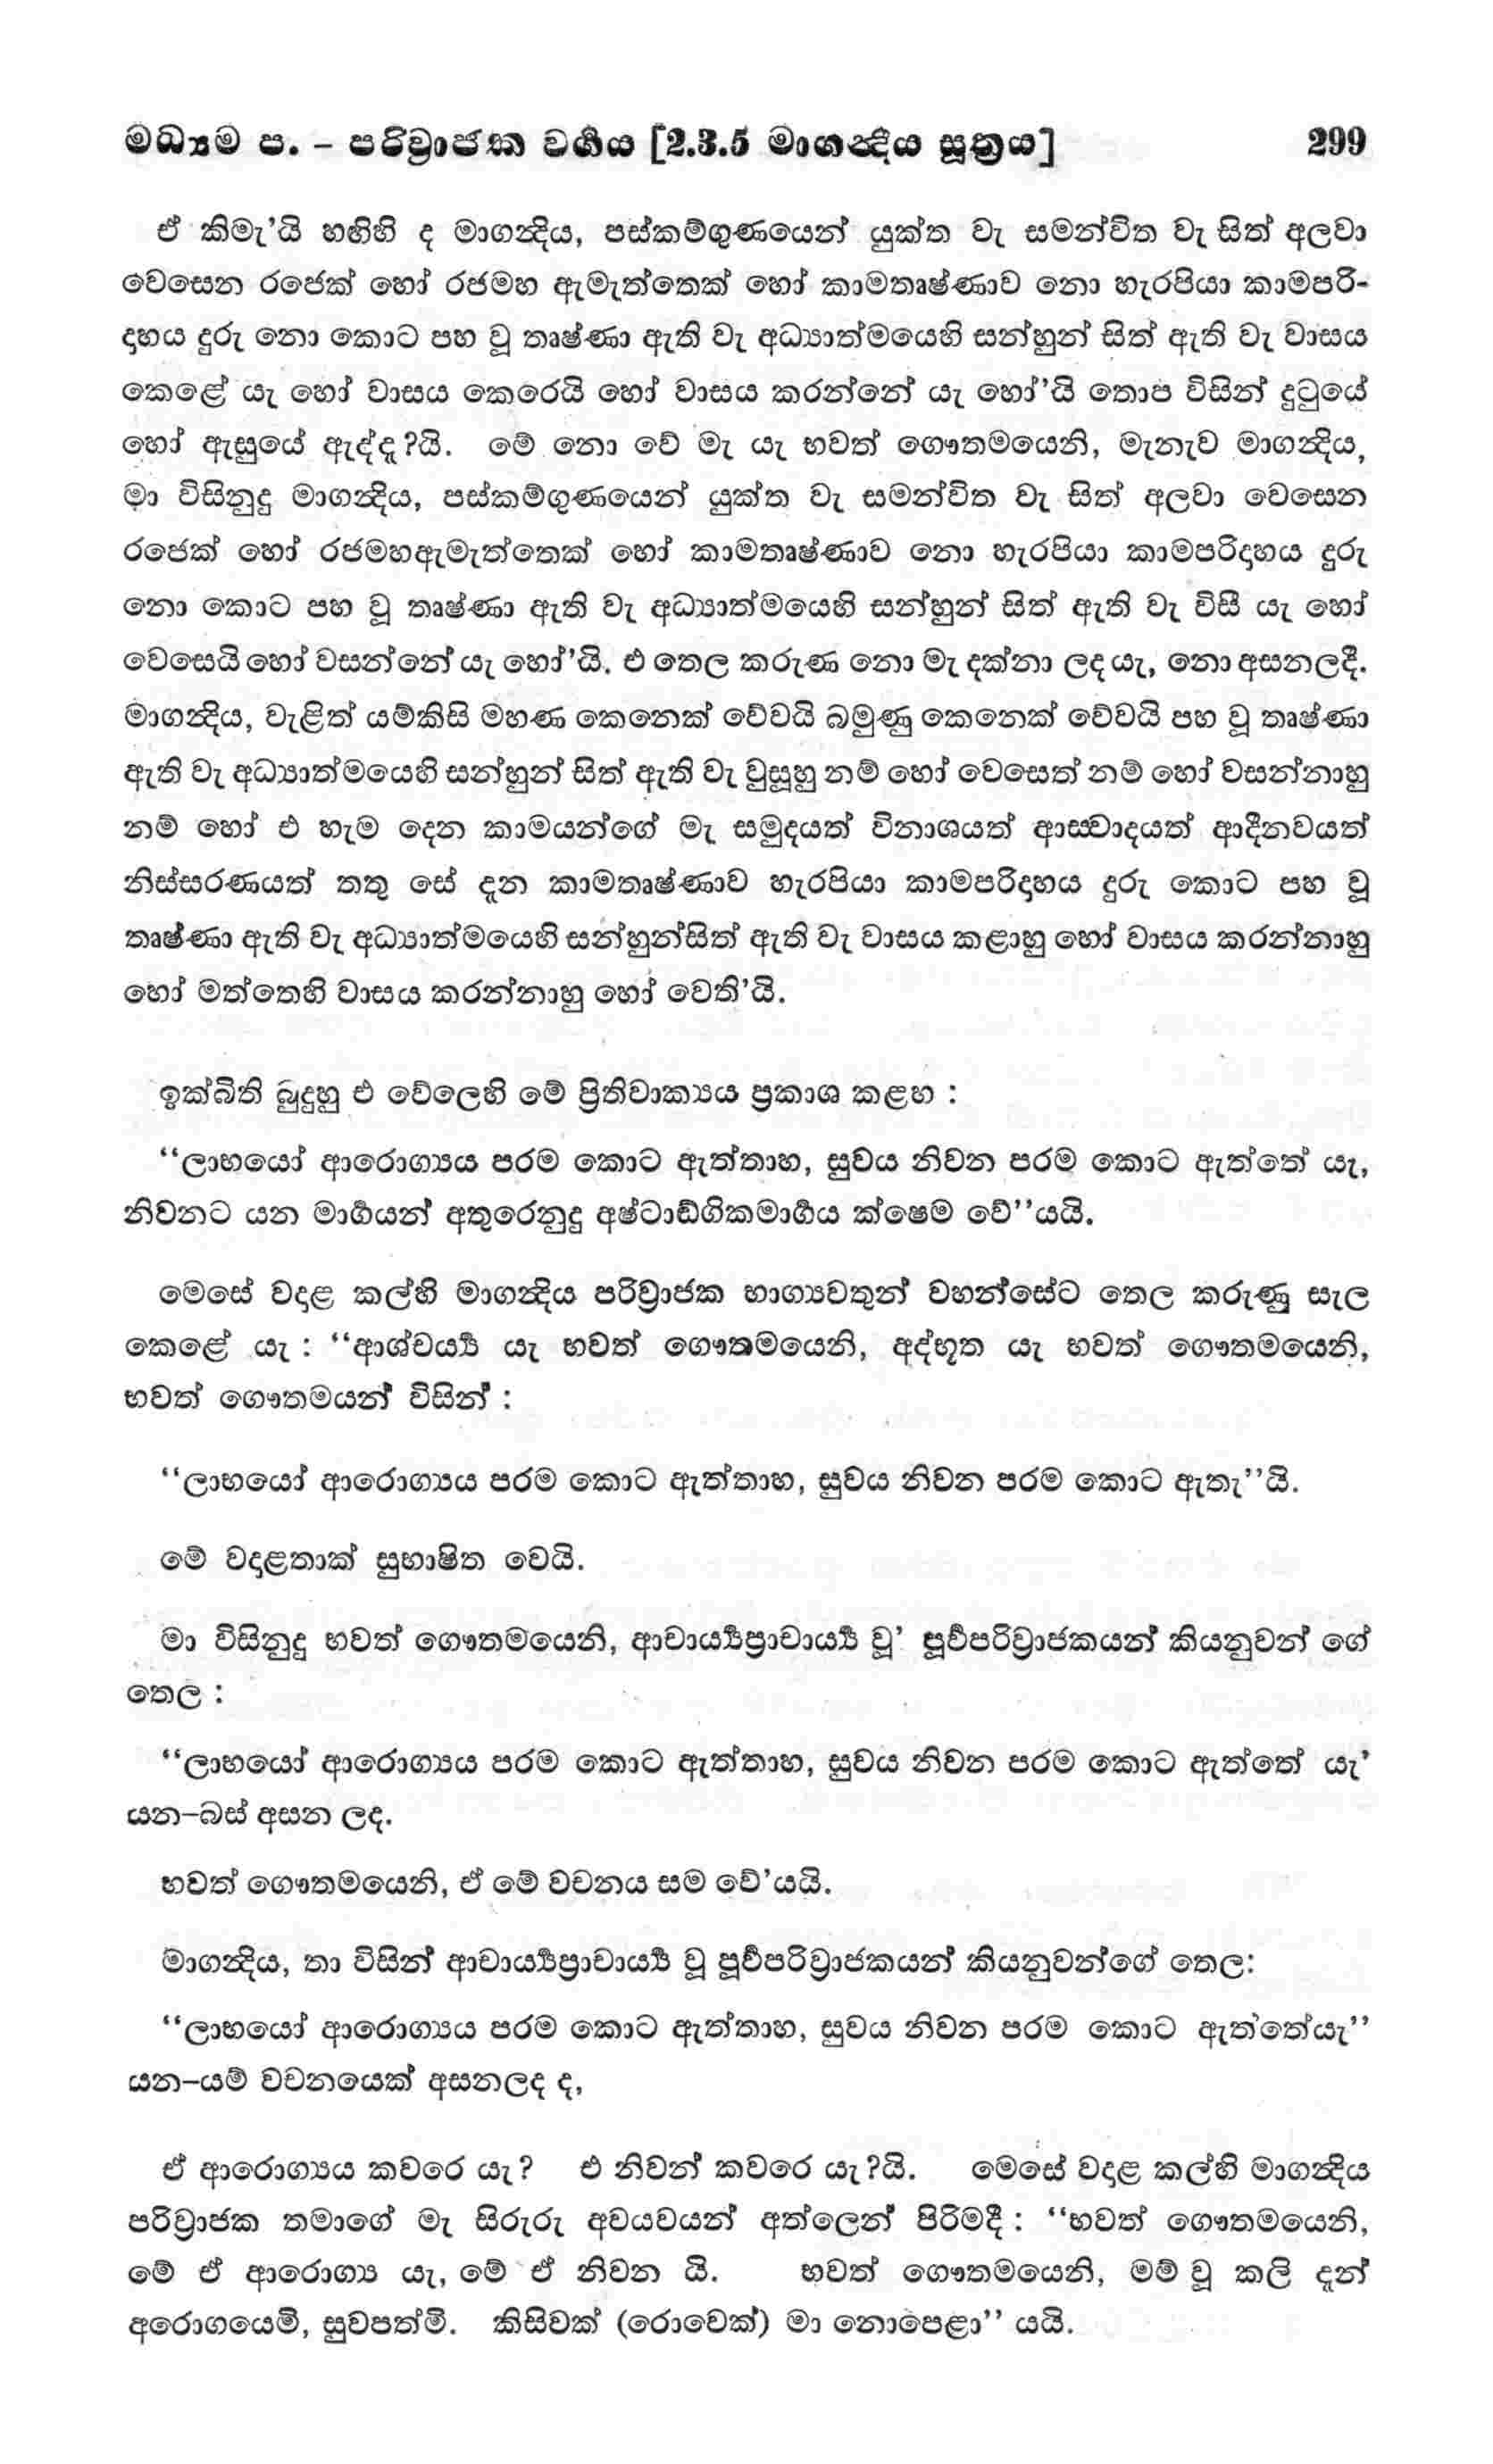 මධ්‍යම ප. – පරිව්‍රාජක වර්‍ගය [2.3.5 මාගන්‍දිය සූත්‍රය] 299
ඒ කිමැ’යි හඟිහි ද මාගන්‍දිය, පස්කම්ගුණයෙන් යුක්ත වැ සමන්විත වැ සිත් අලවා
වෙසෙන රජෙක් හෝ රජමහ ඇමැත්තෙක් හෝ කාමතෘෂ්ණාව නො හැරපියා කාමපරි-
දාහය දුරු නො කොට පහ වූ තෘෂ්ණා ඇති වැ අධ්‍යාත්මයෙහි සන්හුන් සිත් ඇති වැ වාසය
කෙළේ යැ හෝ වාසය කෙරෙයි හෝ වාසය කරන්නේ යැ හෝ’යි තොප විසින් දුටුයේ
හෝ ඇසුයේ ඇද්ද?යි. මේ නො වේ මැ යැ භවත් ගෞතමයෙනි, මැනැව මාගන්‍දිය,
මා විසිනුදු මාගන්‍දිය, පස්කම්ගුණයෙන් යුක්ත වැ සමන්විත වැ සිත් අලවා වෙසෙන
රජෙක් හෝ රජමහඇමැත්තෙක් හෝ කාමතෘෂ්ණාව නො හැරපියා කාමපරිදාහය දුරු
නො කොට පහ වූ තෘෂ්ණා ඇති වැ අධ්‍යාත්මයෙහි සන්හුන් සිත් ඇති වැ විසී යැ හෝ
වෙසෙයි හෝ වසන්නේ යැ හෝ’යි. එ තෙල කරුණ නො මැ දක්නා ලද යැ, නො අසනලදී.
මාගන්‍දිය, වැළිත් යම්කිසි මහණ කෙනෙක් වේවයි බමුණු කෙනෙක් වේවයි පහ වූ තෘෂ්ණා
ඇති වැ අධ්‍යාත්මයෙහි සන්හුන් සිත් ඇති වැ වුසූහු නම් හෝ වෙසෙත් නම් හෝ වසන්නාහු
නම් හෝ එ හැම දෙන කාමයන්ගේ මැ සමුදයත් විනාශයත් ආස්‍වාදයත් ආදීනවයත්
නිස්සරණයත් තතු සේ දැන කාමතෘෂ්ණාව හැරපියා කාමපරිදාහය දුරු කොට පහ වූ
තෘෂ්ණා ඇති වැ අධ්‍යාත්මයෙහි සන්හුන්සිත් ඇති වැ වාසය කළාහු හෝ වාසය කරන්නාහු
හෝ මත්තෙහි වාසය කරන්නාහු හෝ වෙති’යි.
ඉක්බිති බුදුහු එ වේලෙහි මේ ප්‍රීතිවාක්‍යය ප්‍රකාශ කළහ :
“ලාභයෝ ආරොග්‍යය පරම කොට ඇත්තාහ, සුවය නිවන පරම කොට ඇත්තේ යැ,
නිවනට යන මාර්‍ගයන් අතුරෙනුදු අෂ්ටාඞ්ගිකමාර්‍ගය ක්ෂෙම වේ”යයි.
මෙසේ වදාළ කල්හි මාගන්‍දිය පරිව්‍රාජක භාග්‍යවතුන් වහන්සේට තෙල කරුණු සැල
කෙළේ යැ : “ආශ්චර්‍ය්‍ය යැ භවත් ගෞතමයෙනි, අද්භූත යැ භවත් ගෞතමයෙනි,
භවත් ගෞතමයන් විසින් :
“ලාභයෝ ආරොග්‍යය පරම කොට ඇත්තාහ, සුවය නිවන පරම කොට ඇතැ”යි.
මේ වදාළතාක් සුභාෂිත වෙයි.
මා විසිනුදු භවත් ගෞතමයෙනි, ආචාර්‍ය්‍යප්‍රාචාර්‍ය්‍ය වූ’ පූර්‍වපරිව්‍රාජකයන් කියනුවන් ගේ
තෙල :
“ලාභයෝ ආරොග්‍යය පරම කොට ඇත්තාහ, සුවය නිවන පරම කොට ඇත්තේ යැ’
යන–බස් අසන ලද.
භවත් ගෞතමයෙනි, ඒ මේ වචනය සම වේ’යයි.
මාගන්‍දිය, තා විසින් ආචාර්‍ය්‍යප්‍රාචාර්‍ය්‍ය වූ පූර්‍වපරිව්‍රාජකයන් කියනුවන්ගේ තෙල:
“ලාභයෝ ආරොග්‍යය පරම කොට ඇත්තාහ, සුවය නිවන පරම කොට ඇත්තේයැ”
යන–යම් වචනයෙක් අසනලද ද,
ඒ ආරොග්‍යය කවරෙ යැ? එ නිවන් කවරෙ යැ?යි. මෙසේ වදාළ කල්හි මාගන්‍දිය
පරිව්‍රාජක තමාගේ මැ සිරුරු අවයවයන් අත්ලෙන් පිරිමදී : “භවත් ගෞතමයෙනි,
මේ ඒ ආරොග්‍ය යැ, මේ ඒ නිවන යි. භවත් ගෞතමයෙනි, මම් වූ කලි දැන්
අරොගයෙමි, සුවපත්මි. කිසිවක් (රොවෙක්) මා නොපෙළා” යයි.